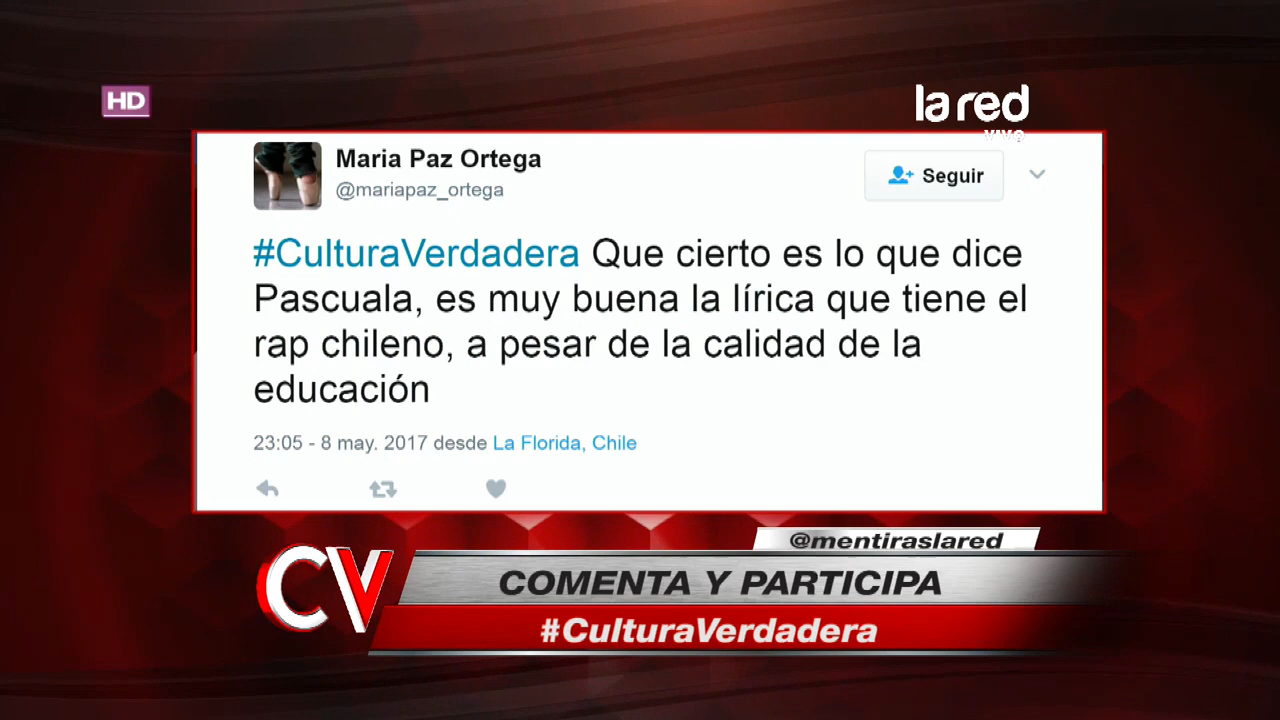 HD
la red
VIVO
Maria Paz Ortega
@mariapaz_ortega
Seguir
#CulturaVerdadera Que cierto es lo que dice
Pascuala, es muy buena la lírica que tiene el
rap chileno, a pesar de la calidad de la
educación
23:05 - 8 may. 2017 desde La Florida, Chile
@mentiraslared
CV
COMENTA Y PARTICIPA
#CulturaVerdadera